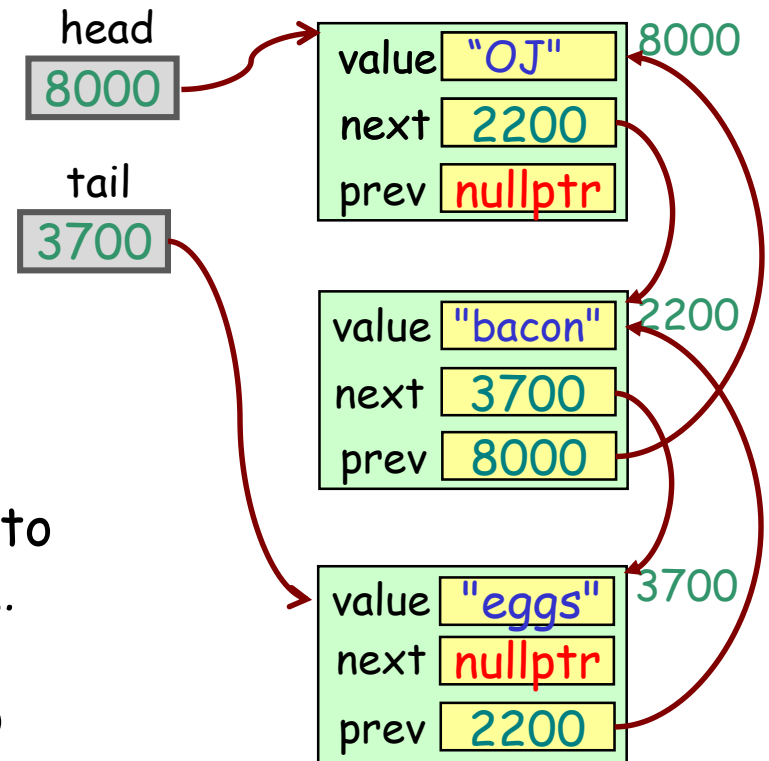 head
8000
tail
3700
value “OJ" 8000
next 2200
prev nullptr
value "bacon" 2200
next 3700
prev 8000
to
.
value "eggs" 3700
next nullptr
prev 2200